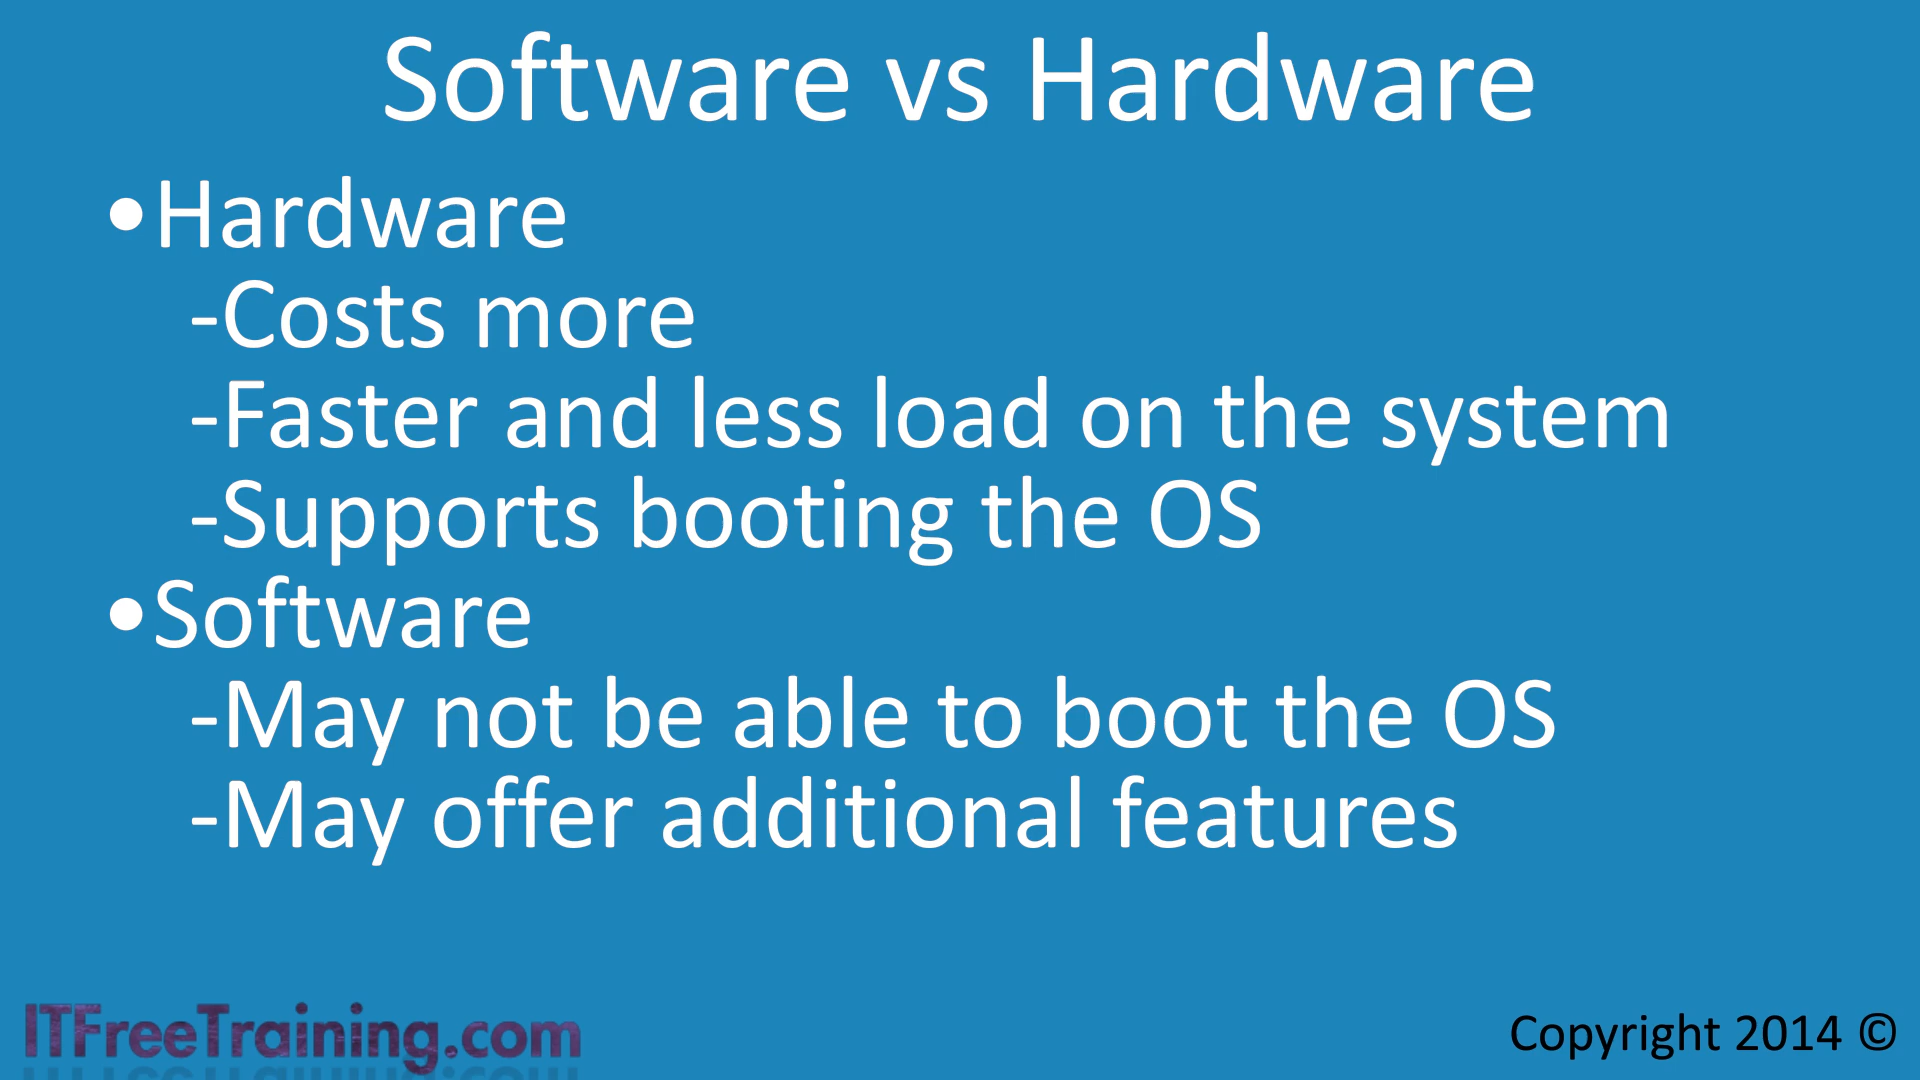 Software vs Hardware
•Hardware
-Costs more
-Faster and less load on the system
-Supports booting the OS
•Software
-May not be able to boot the OS
-May offer additional features
ITFreeTraining.com
Copyright 2014 ©